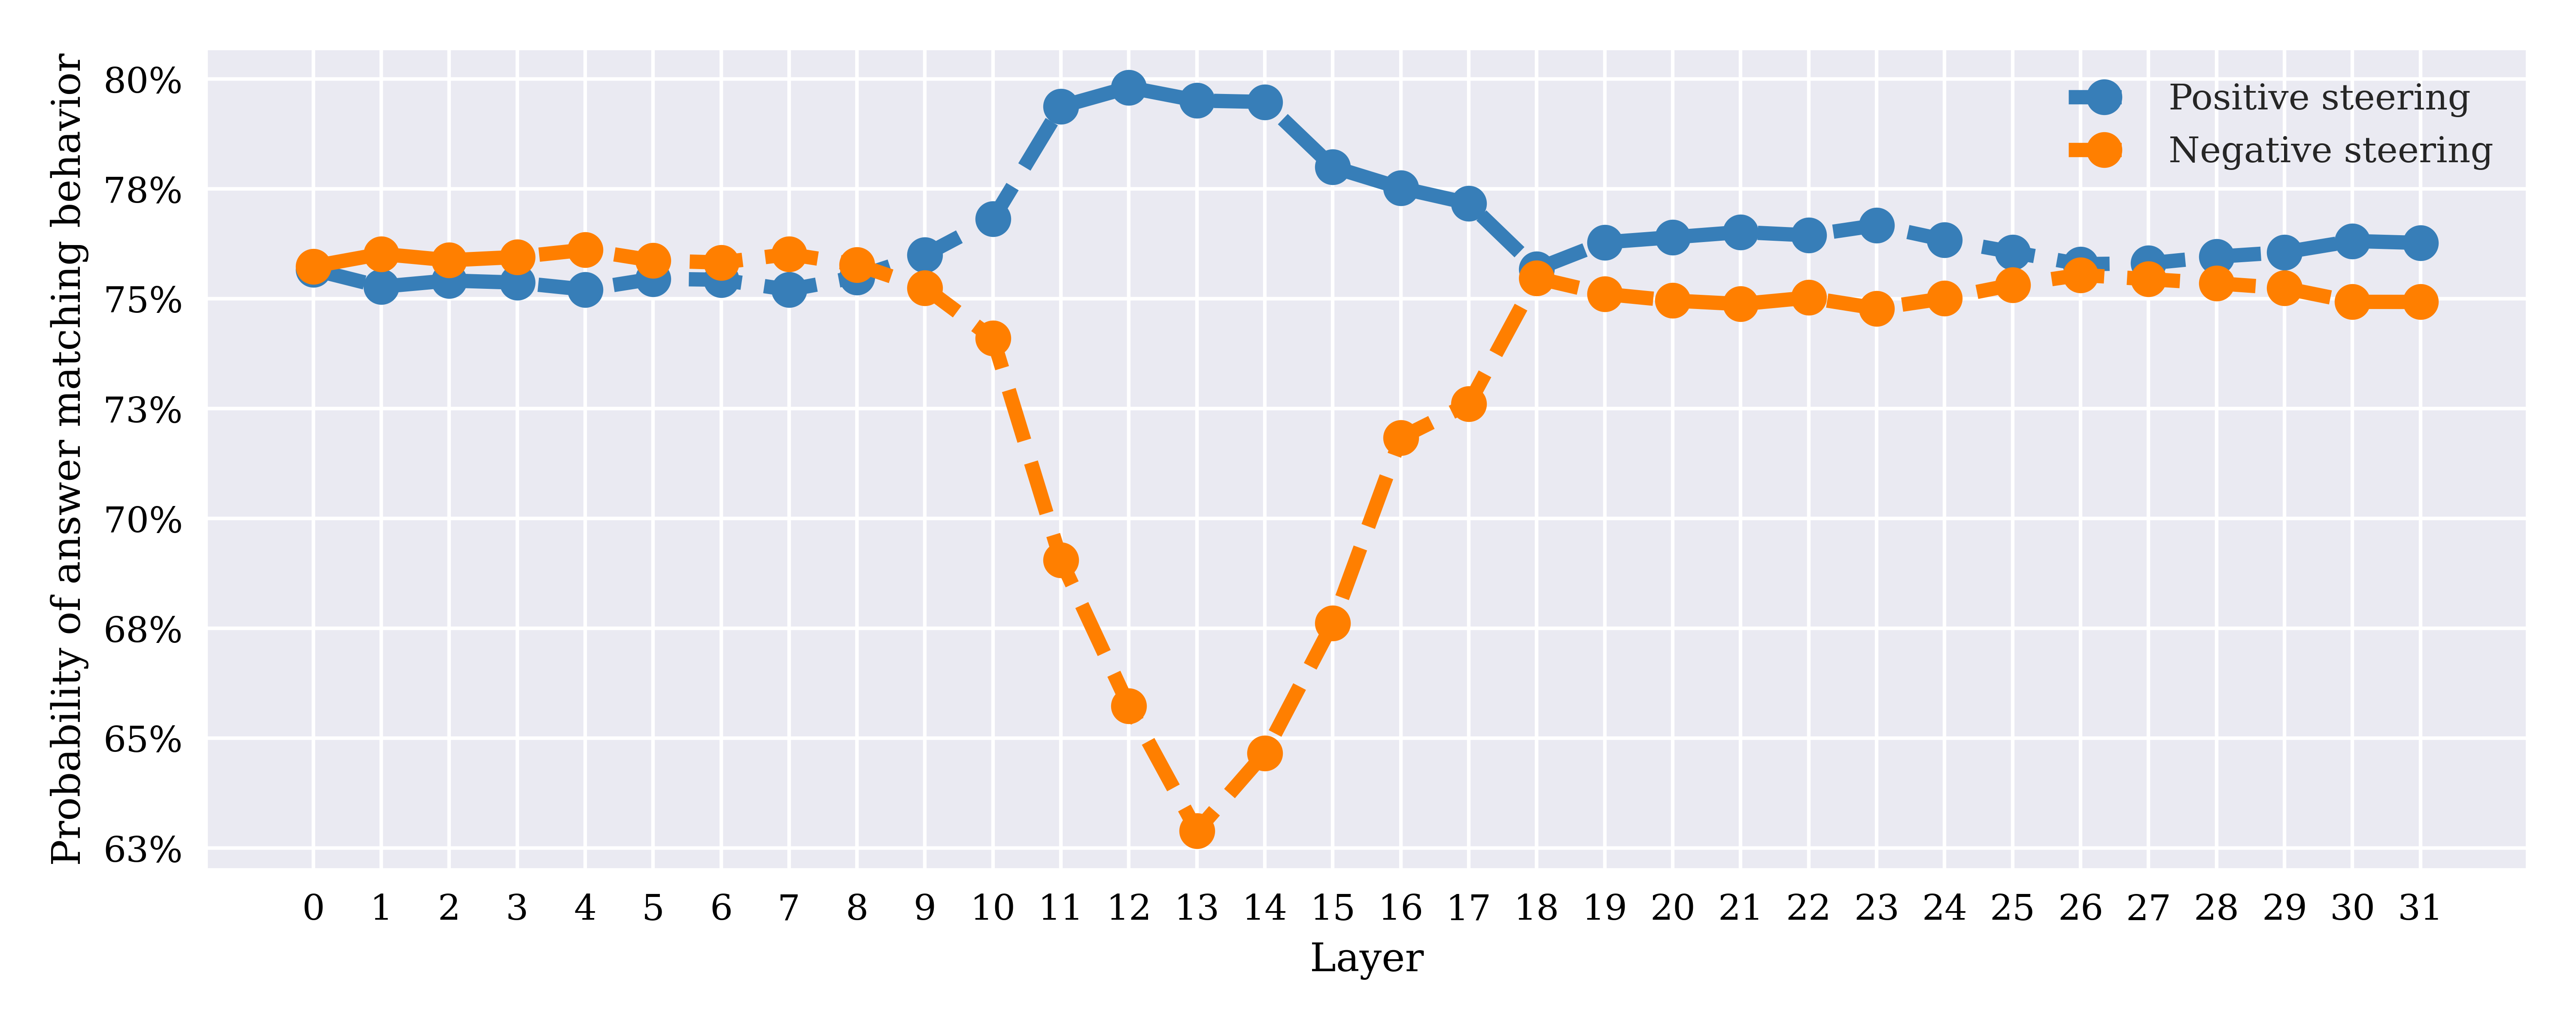 Probability of answer matching behavior
80%
78%
75%
73%
70%
68%
65%
63%
Positive steering
Negative steering
0 1 2 3 4 5 6 7 8 9 10 11 12 13 14 15 16 17 18 19 20 21 22 23 24 25 26 27 28 29 30 31
Layer